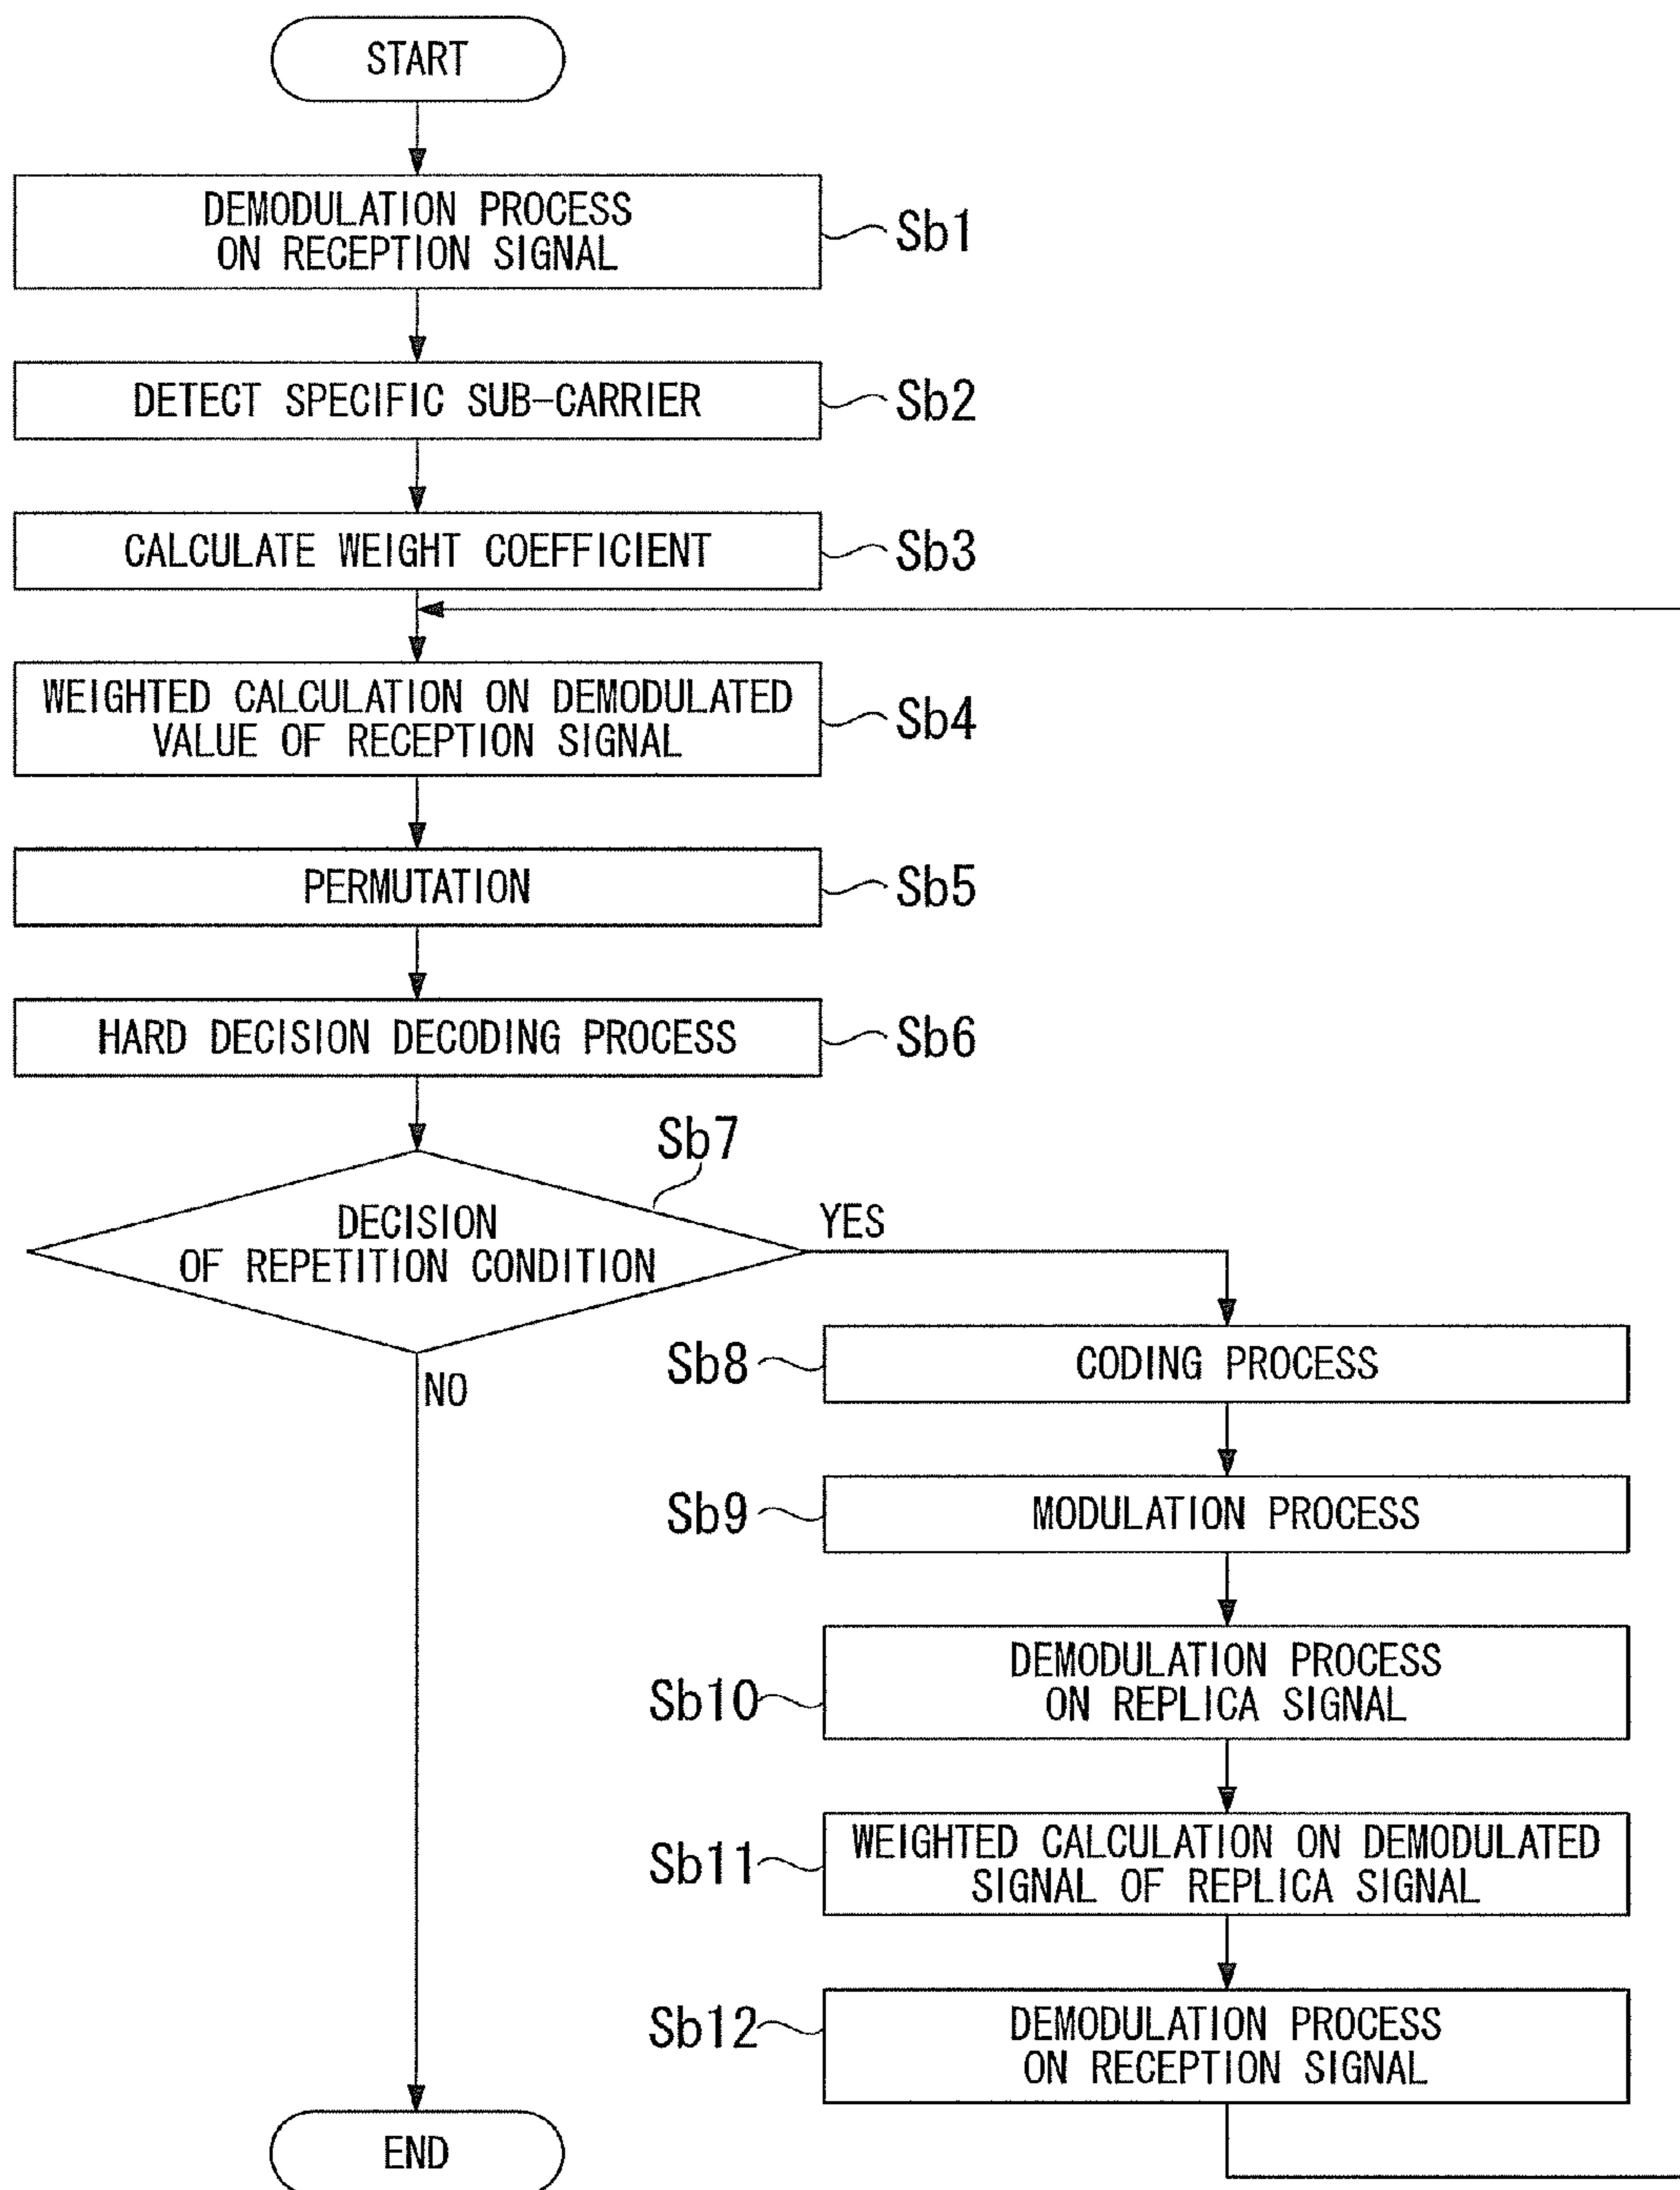 START
DEMODULATION PROCESS
ON RECEPTION SIGNAL
Sb1
DETECT SPECIFIC SUB-CARRIER
Sb2
CALCULATE WEIGHT COEFFICIENT
Sb3
WEIGHTED CALCULATION ON DEMODULATED
VALUE OF RECEPTION SIGNAL
Sb4
PERMUTATION
Sb5
HARD DECISION DECODING PROCESS
Sb6
Sb7
DECISION
OF REPETITION CONDITION
YES
NO
Sb8
CODING PROCESS
Sb9
MODULATION PROCESS
Sb10
DEMODULATION PROCESS
ON REPLICA SIGNAL
Sb11
WEIGHTED CALCULATION ON DEMODULATED
SIGNAL OF REPLICA SIGNAL
Sb12
DEMODULATION PROCESS
ON RECEPTION SIGNAL
END